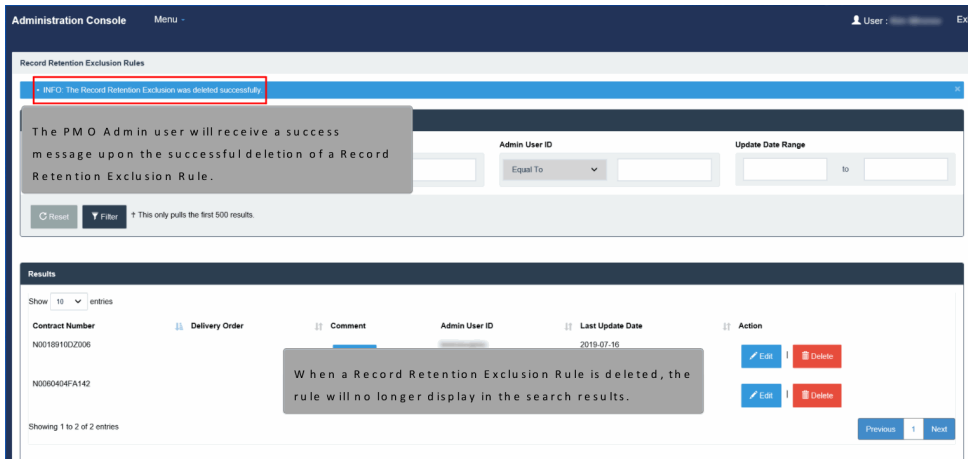 Administration Console Menu - User : Ex
Record Retention Exclusion Rules
• INFO: The Record Retention Exclusion was deleted successfully. ×
The PMO Admin user will receive a success
message upon the successful deletion of a Record
Retention Exclusion Rule.
Admin User ID Update Date Range
Equal To to
Reset Filter † This only pulls the first 500 results.
Results
Show 10 entries
Contract Number Delivery Order Comment Admin User ID Last Update Date Action
N0018910DZ006 2019-07-16
Edit | Delete
When a Record Retention Exclusion Rule is deleted, the
rule will no longer display in the search results.
N0060404FA142
Edit | Delete
Showing 1 to 2 of 2 entries Previous 1 Next